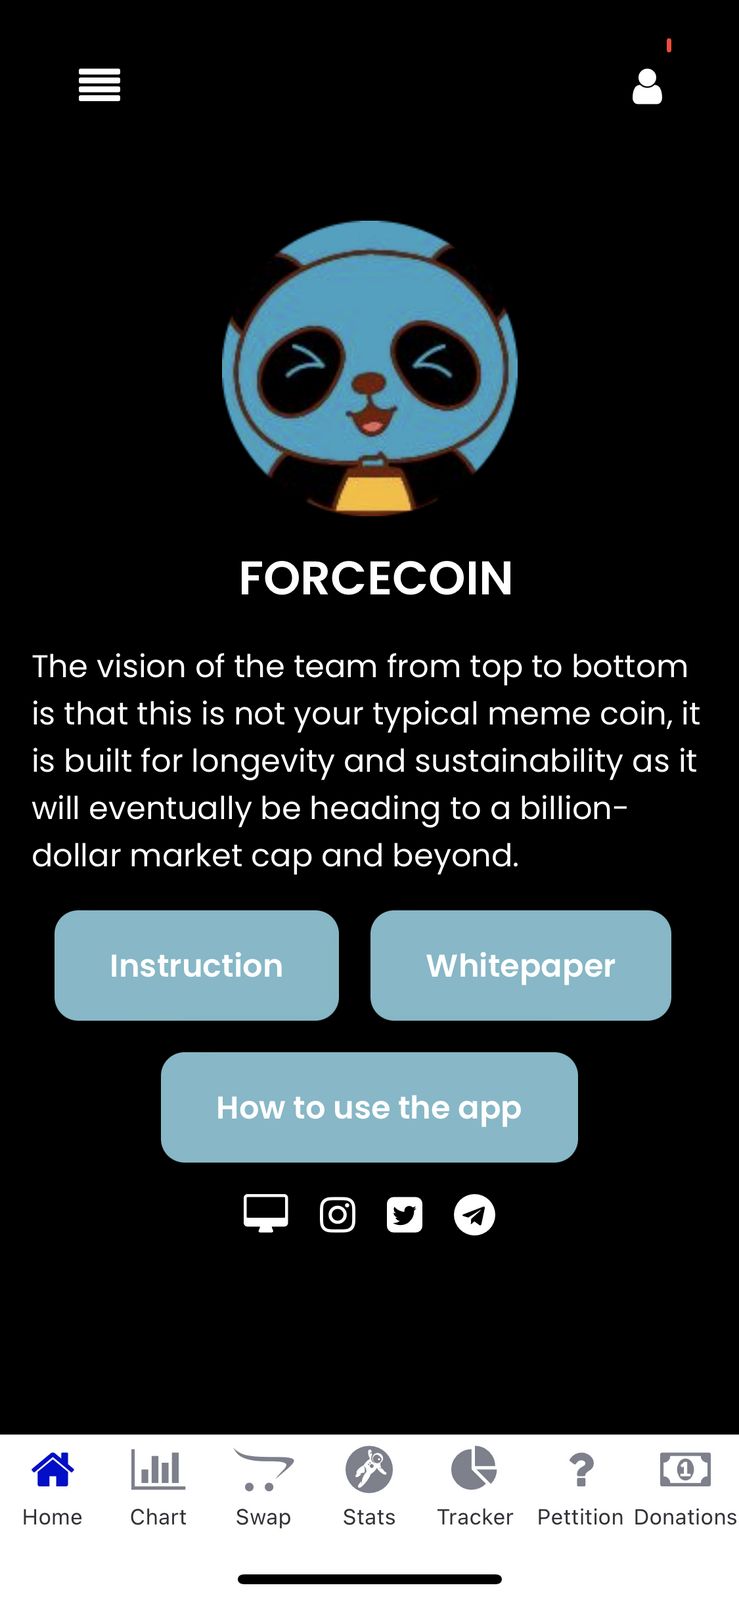 FORCECOIN
The vision of the team from top to bottom
is that this is not your typical meme coin, it
is built for longevity and sustainability as it
will eventually be heading to a billion-
dollar market cap and beyond.
Instruction
Whitepaper
How to use the app
1
Home
Chart
Swap
Stats
Tracker
Pettition
Donations